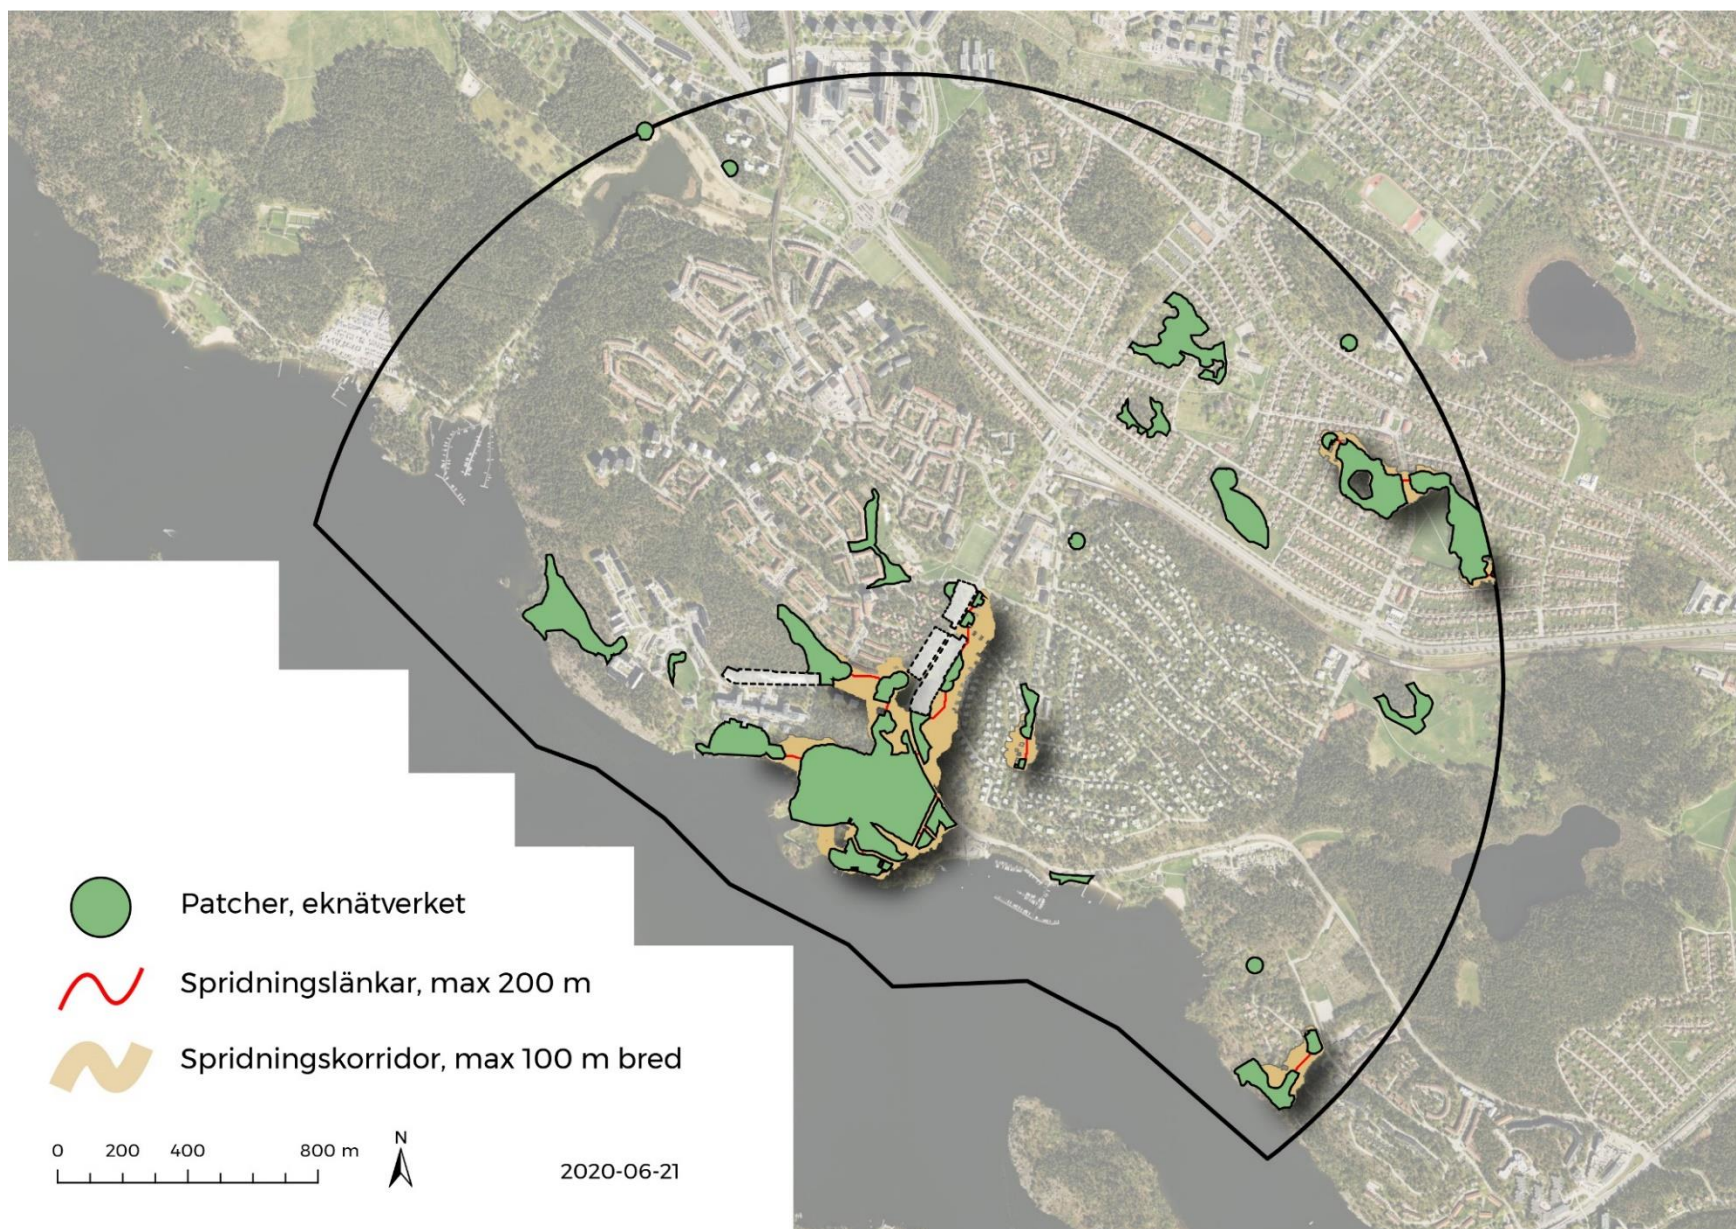 Patcher, eknätverket
Spridningslänkar, max 200 m
Spridningskorridor, max 100 m bred
0 200 400 800 m
N
2020-06-21